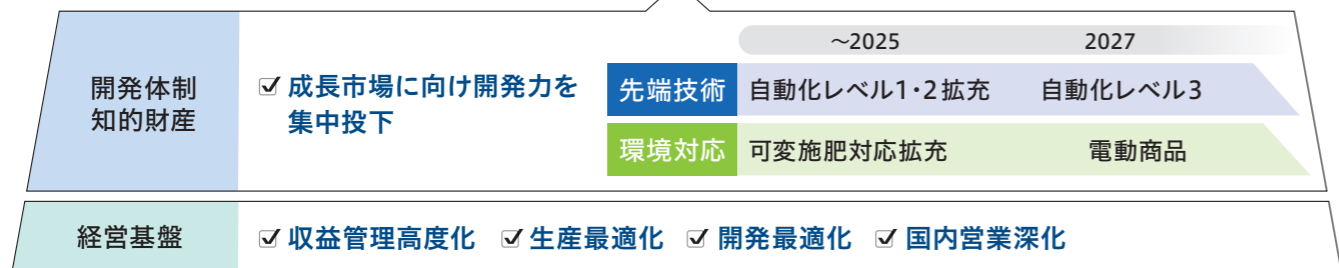 ～2025 2027
開発体制
知的財産
成長市場に向け開発力を
集中投下
先端技術 自動化レベル1・2拡充 自動化レベル3
環境対応 可変施肥対応拡充 電動商品
経営基盤 収益管理高度化 生産最適化 開発最適化 国内営業深化